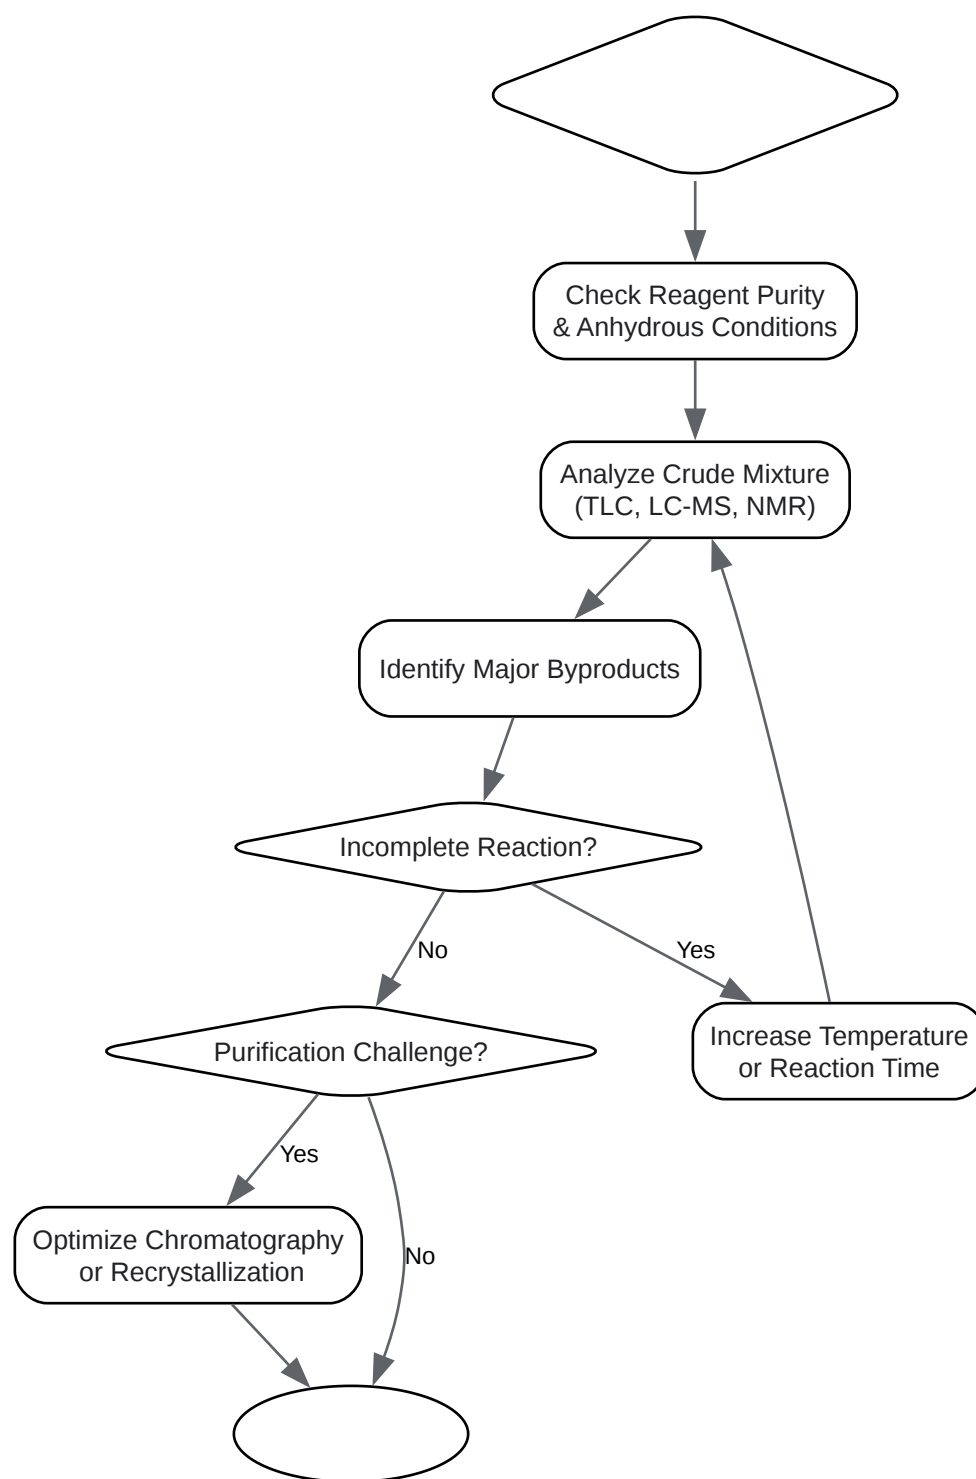 Check Reagent Purity
& Anhydrous Conditions
Analyze Crude Mixture
(TLC, LC-MS, NMR)
Identify Major Byproducts
Incomplete Reaction?
No
Yes
Increase Temperature
or Reaction Time
Purification Challenge?
Yes
Optimize Chromatography
or Recrystallization
No